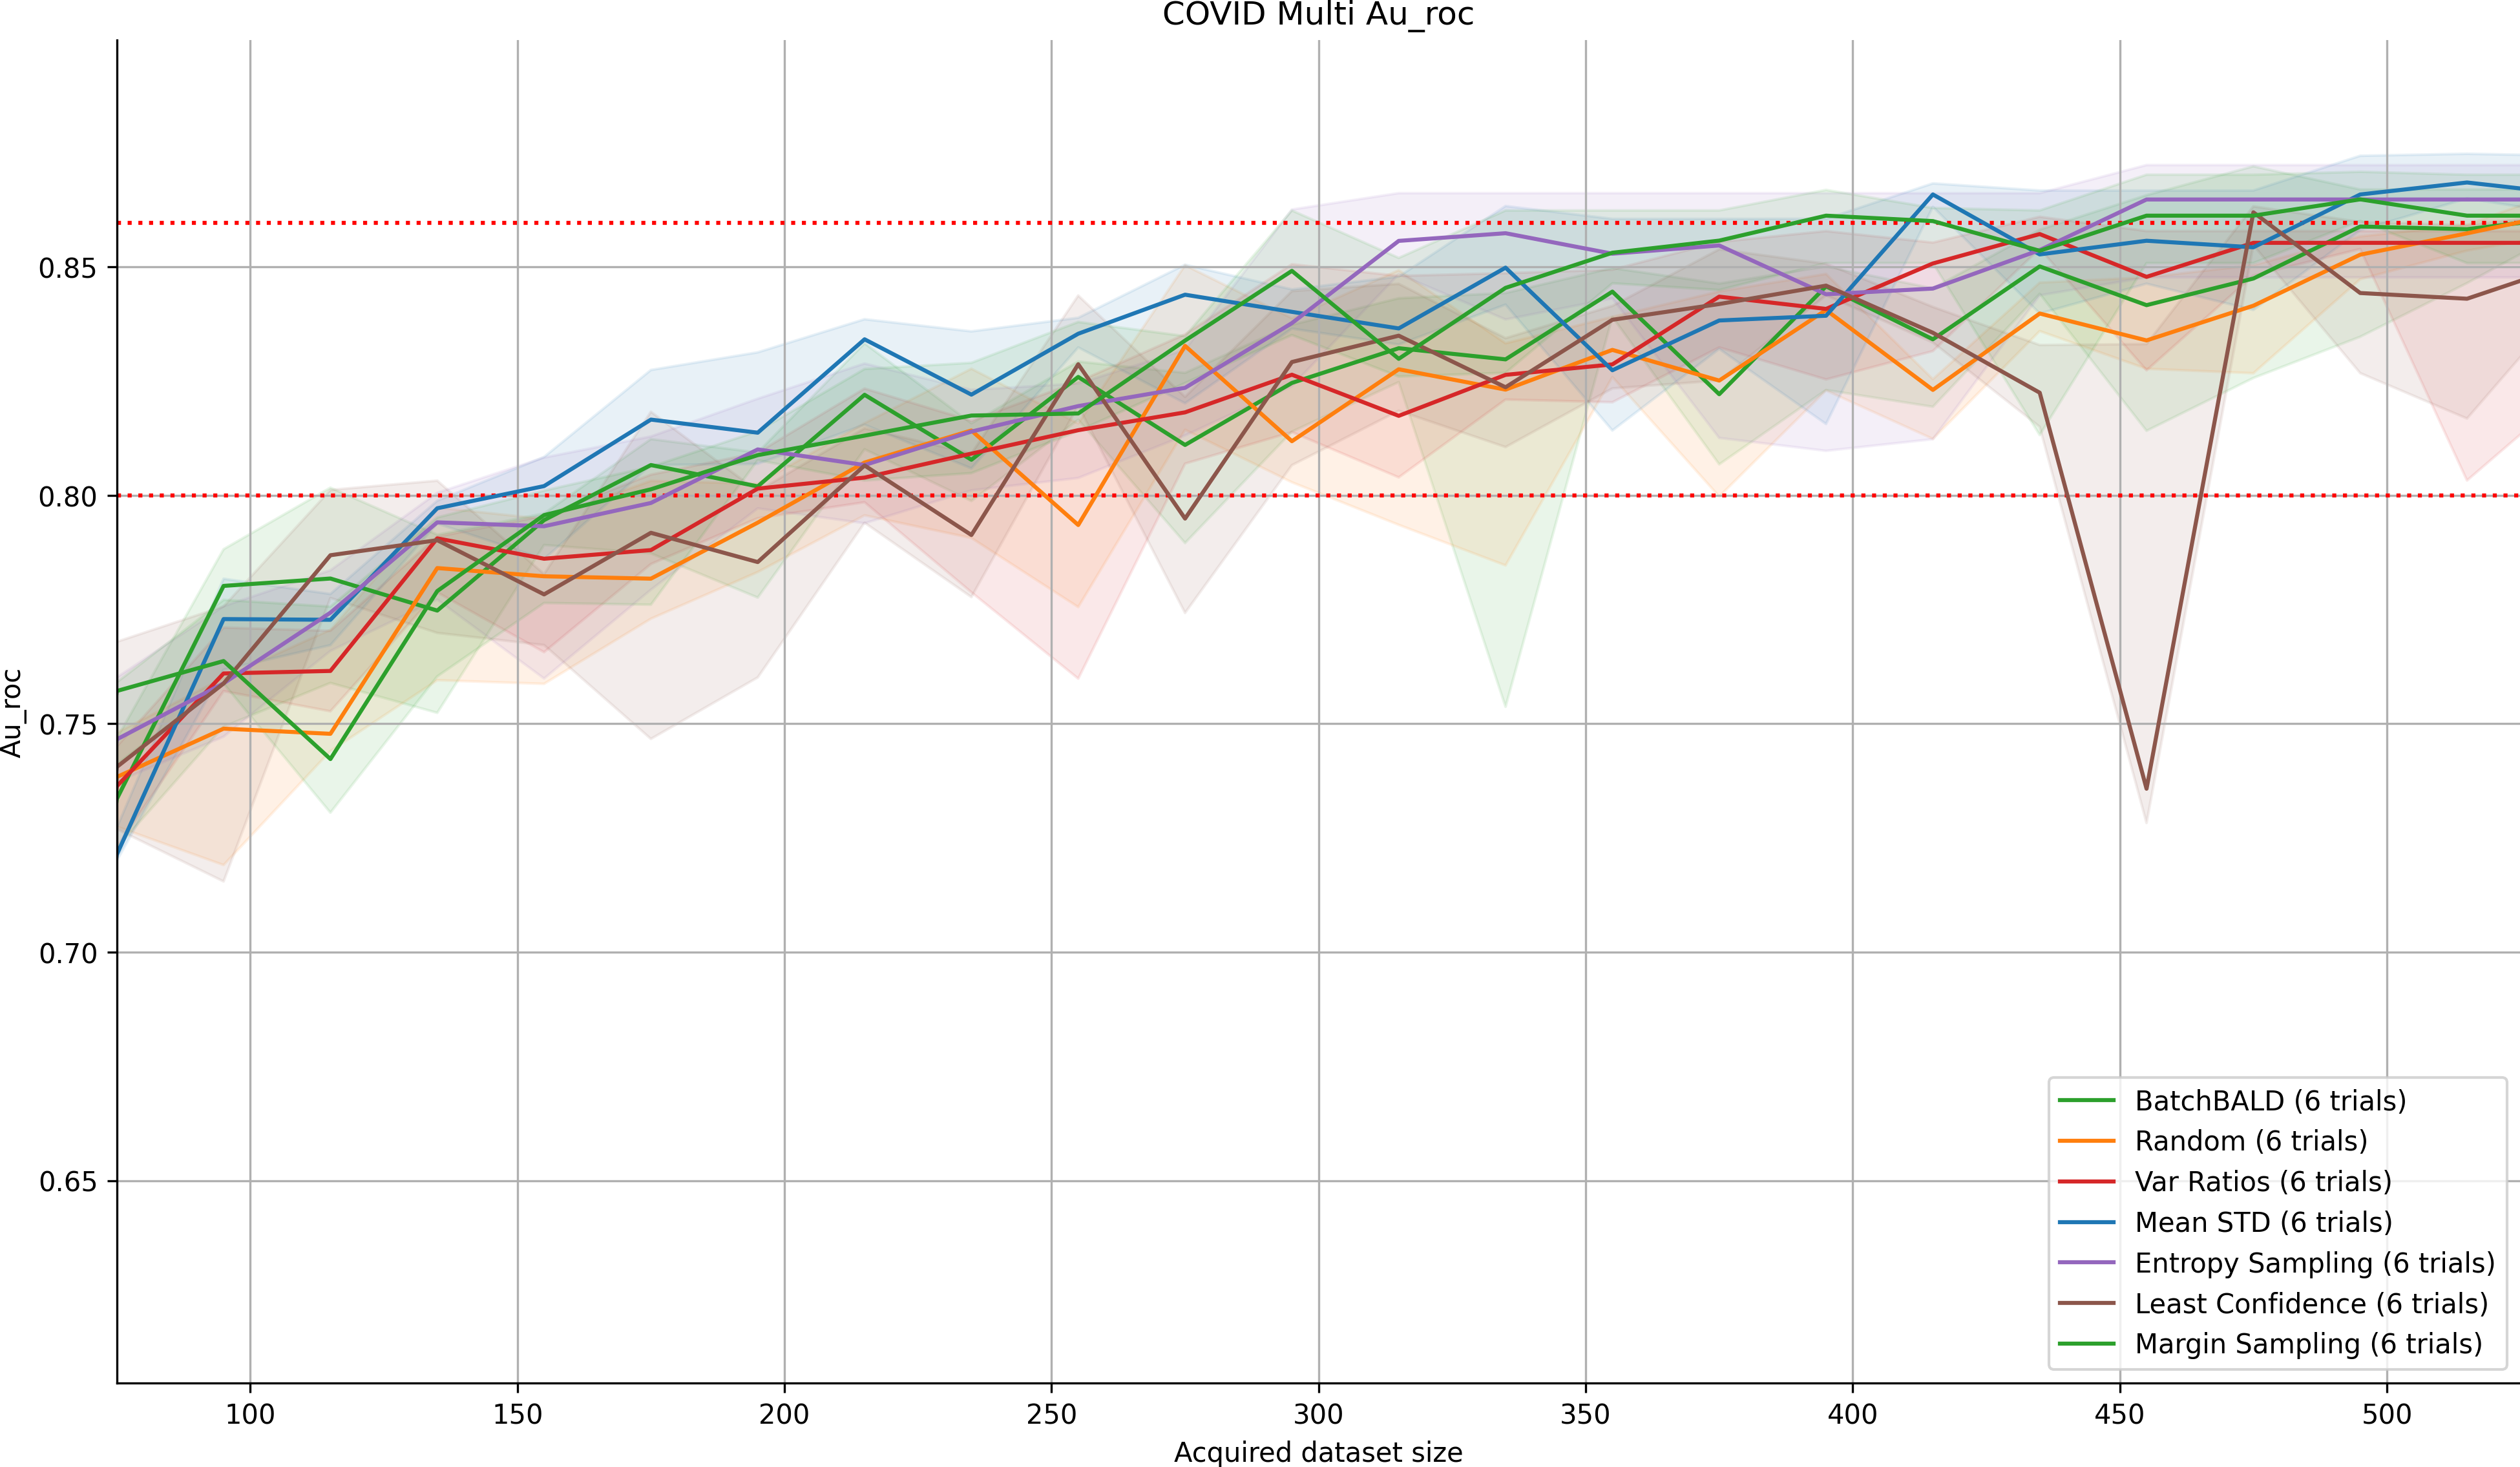 COVID Multi Au_roc
Au_roc
0.85
0.80
0.75
0.70
0.65
100 150 200 250 300 350 400 450 500
Acquired dataset size
BatchBALD (6 trials)
Random (6 trials)
Var Ratios (6 trials)
Mean STD (6 trials)
Entropy Sampling (6 trials)
Least Confidence (6 trials)
Margin Sampling (6 trials)